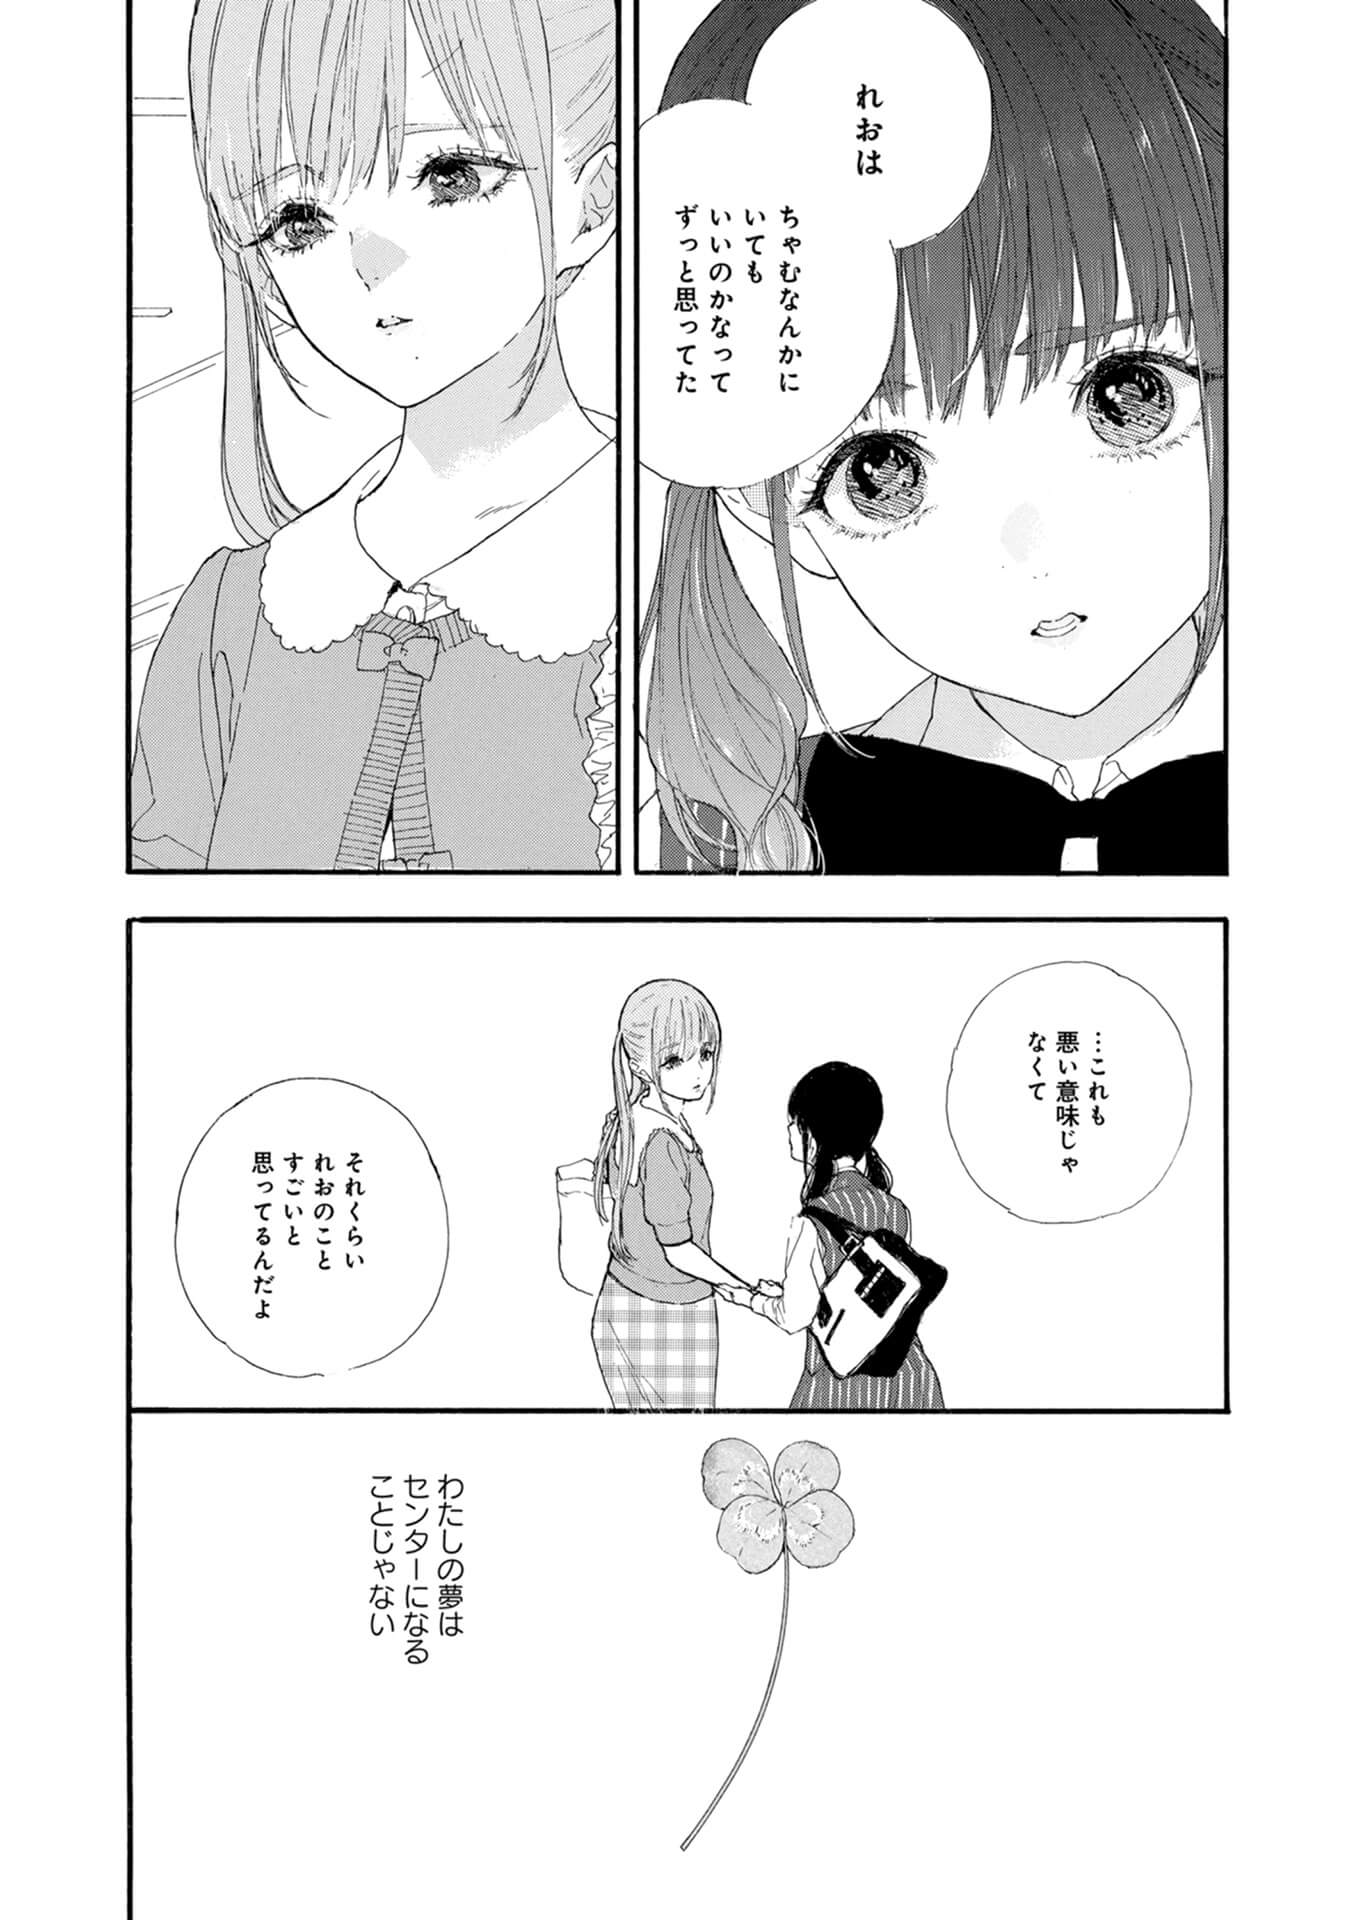 れおは
ちゃむなんかに
いても
いいのかなって
ずっと思ってた
…これも
悪い意味じゃ
なくて
それくらい
れおのこと
すごいと
思ってるんだよ
わたしの夢は
センターになる
ことじゃない